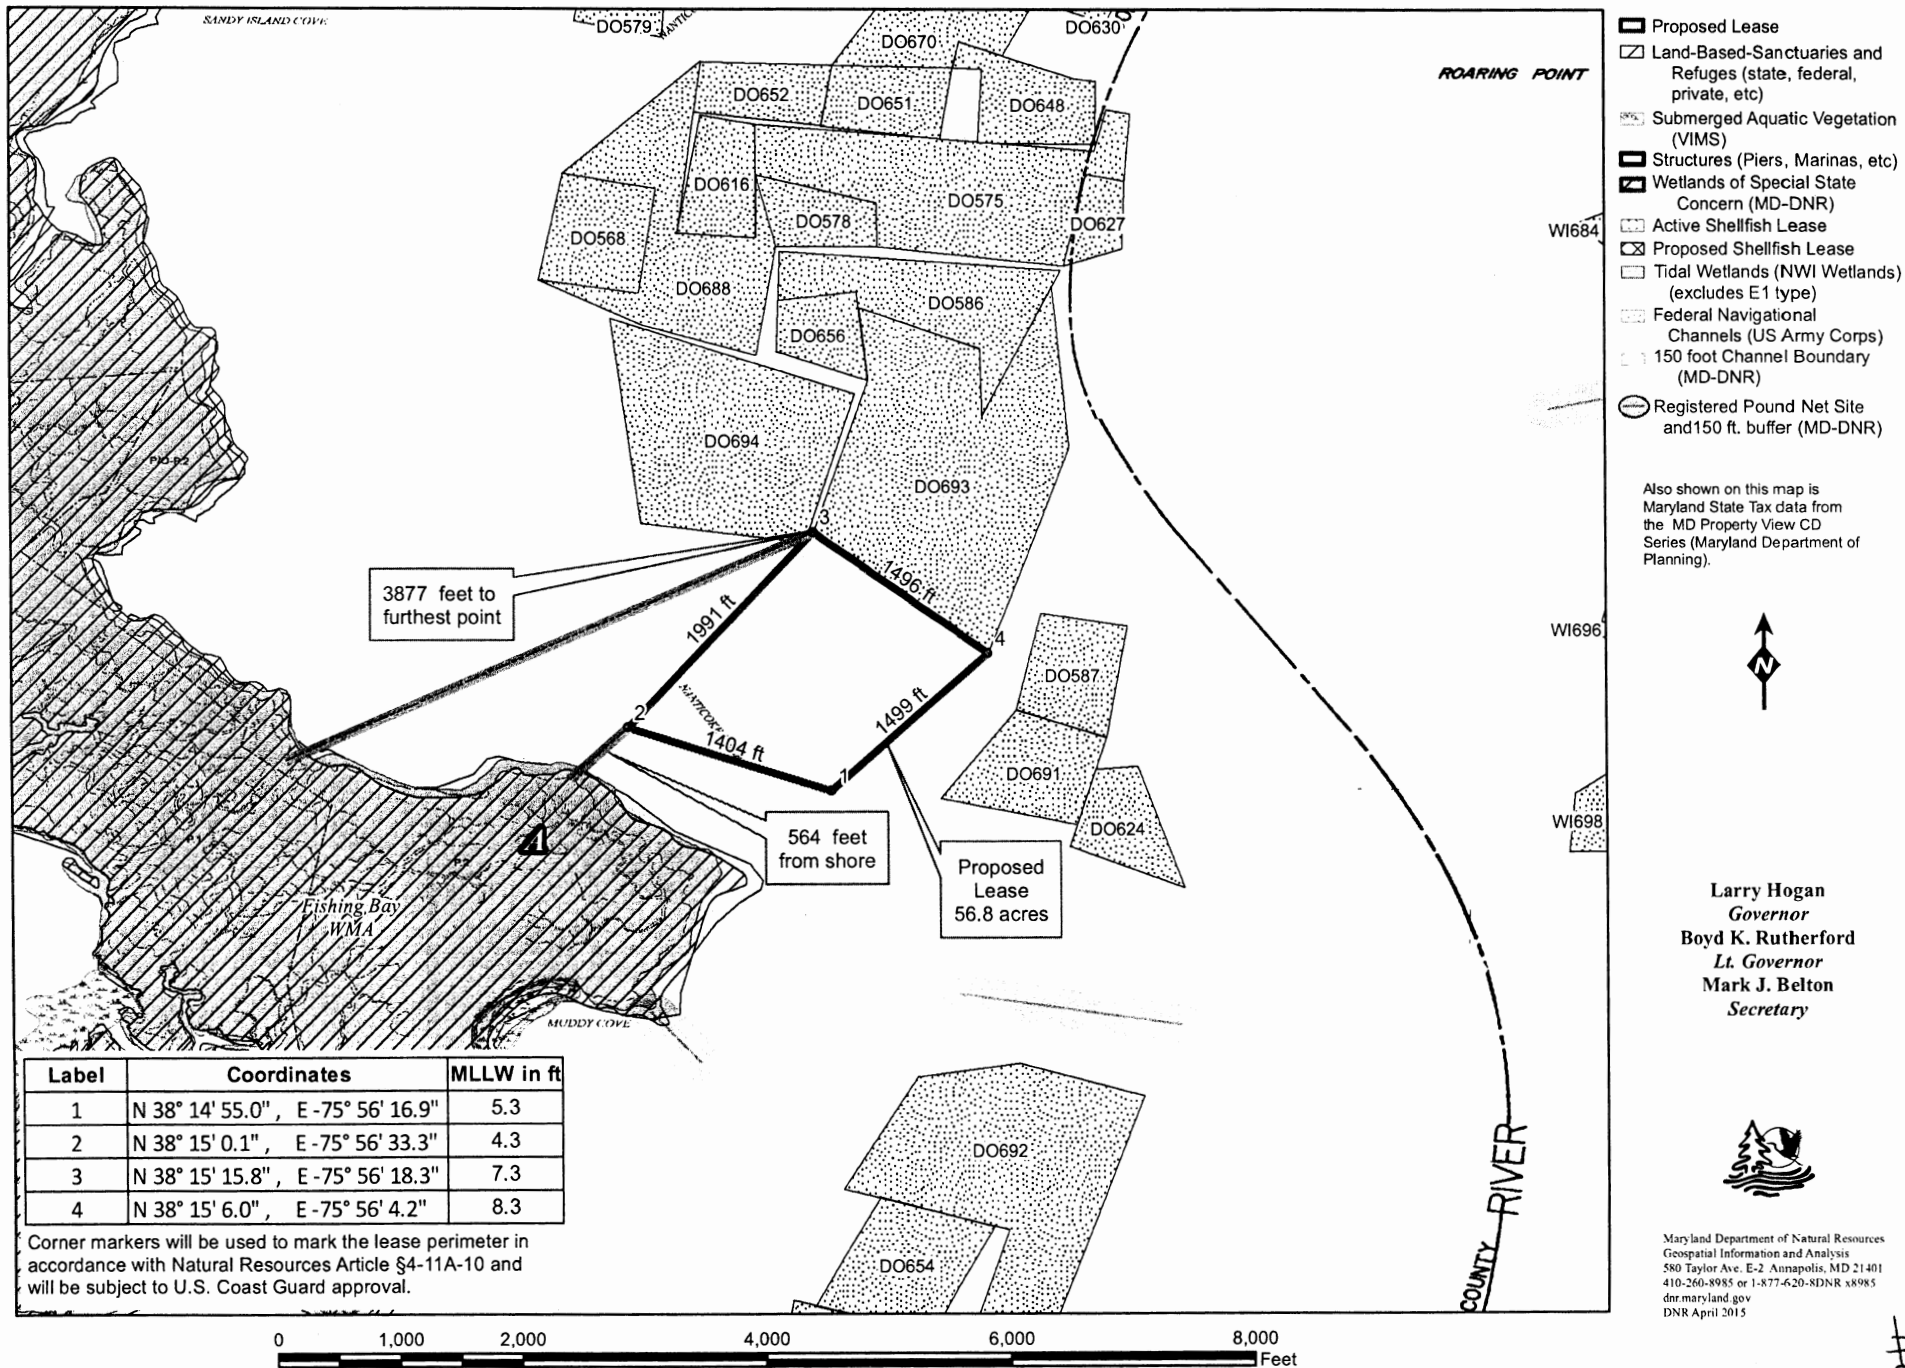 SANDY ISLAND COVE
DO579
DO670
DO630
ROARING POINT
DO652
DO651
DO648
DO616
DO575
DO578
DO627
DO568
DO688
DO586
DO656
WI684
DO694
DO693
PIO P.2
3
1496 ft
3877 feet to
furthest point
1991 ft
4
WI696
DO587
NANTICOKE
2
1404 ft
1499 ft
1
DO691
DO624
WI698
564 feet
from shore
Proposed
Lease
56.8 acres
P1
P2
Fishing Bay
WMA
MUDDY COVE
DO692
DO654
COUNTY RIVER
Label Coordinates MLLW in ft
1 N 38° 14' 55.0" , E -75° 56' 16.9" 5.3
2 N 38° 15' 0.1" , E -75° 56' 33.3" 4.3
3 N 38° 15' 15.8" , E -75° 56' 18.3" 7.3
4 N 38° 15' 6.0" , E -75° 56' 4.2" 8.3
Corner markers will be used to mark the lease perimeter in
accordance with Natural Resources Article §4-11A-10 and
will be subject to U.S. Coast Guard approval.
0 1,000 2,000 4,000 6,000 8,000
Feet
Proposed Lease
Land-Based-Sanctuaries and
Refuges (state, federal,
private, etc)
Submerged Aquatic Vegetation
(VIMS)
Structures (Piers, Marinas, etc)
Wetlands of Special State
Concern (MD-DNR)
Active Shellfish Lease
Proposed Shellfish Lease
Tidal Wetlands (NWI Wetlands)
(excludes E1 type)
Federal Navigational
Channels (US Army Corps)
150 foot Channel Boundary
(MD-DNR)
Registered Pound Net Site
and150 ft. buffer (MD-DNR)
Also shown on this map is
Maryland State Tax data from
the MD Property View CD
Series (Maryland Department of
Planning).
N
Larry Hogan
Governor
Boyd K. Rutherford
Lt. Governor
Mark J. Belton
Secretary
Maryland Department of Natural Resources
Geospatial Information and Analysis
580 Taylor Ave. E-2 Annapolis, MD 21401
410-260-8985 or 1-877-620-8DNR x8985
dnr.maryland.gov
DNR April 2015